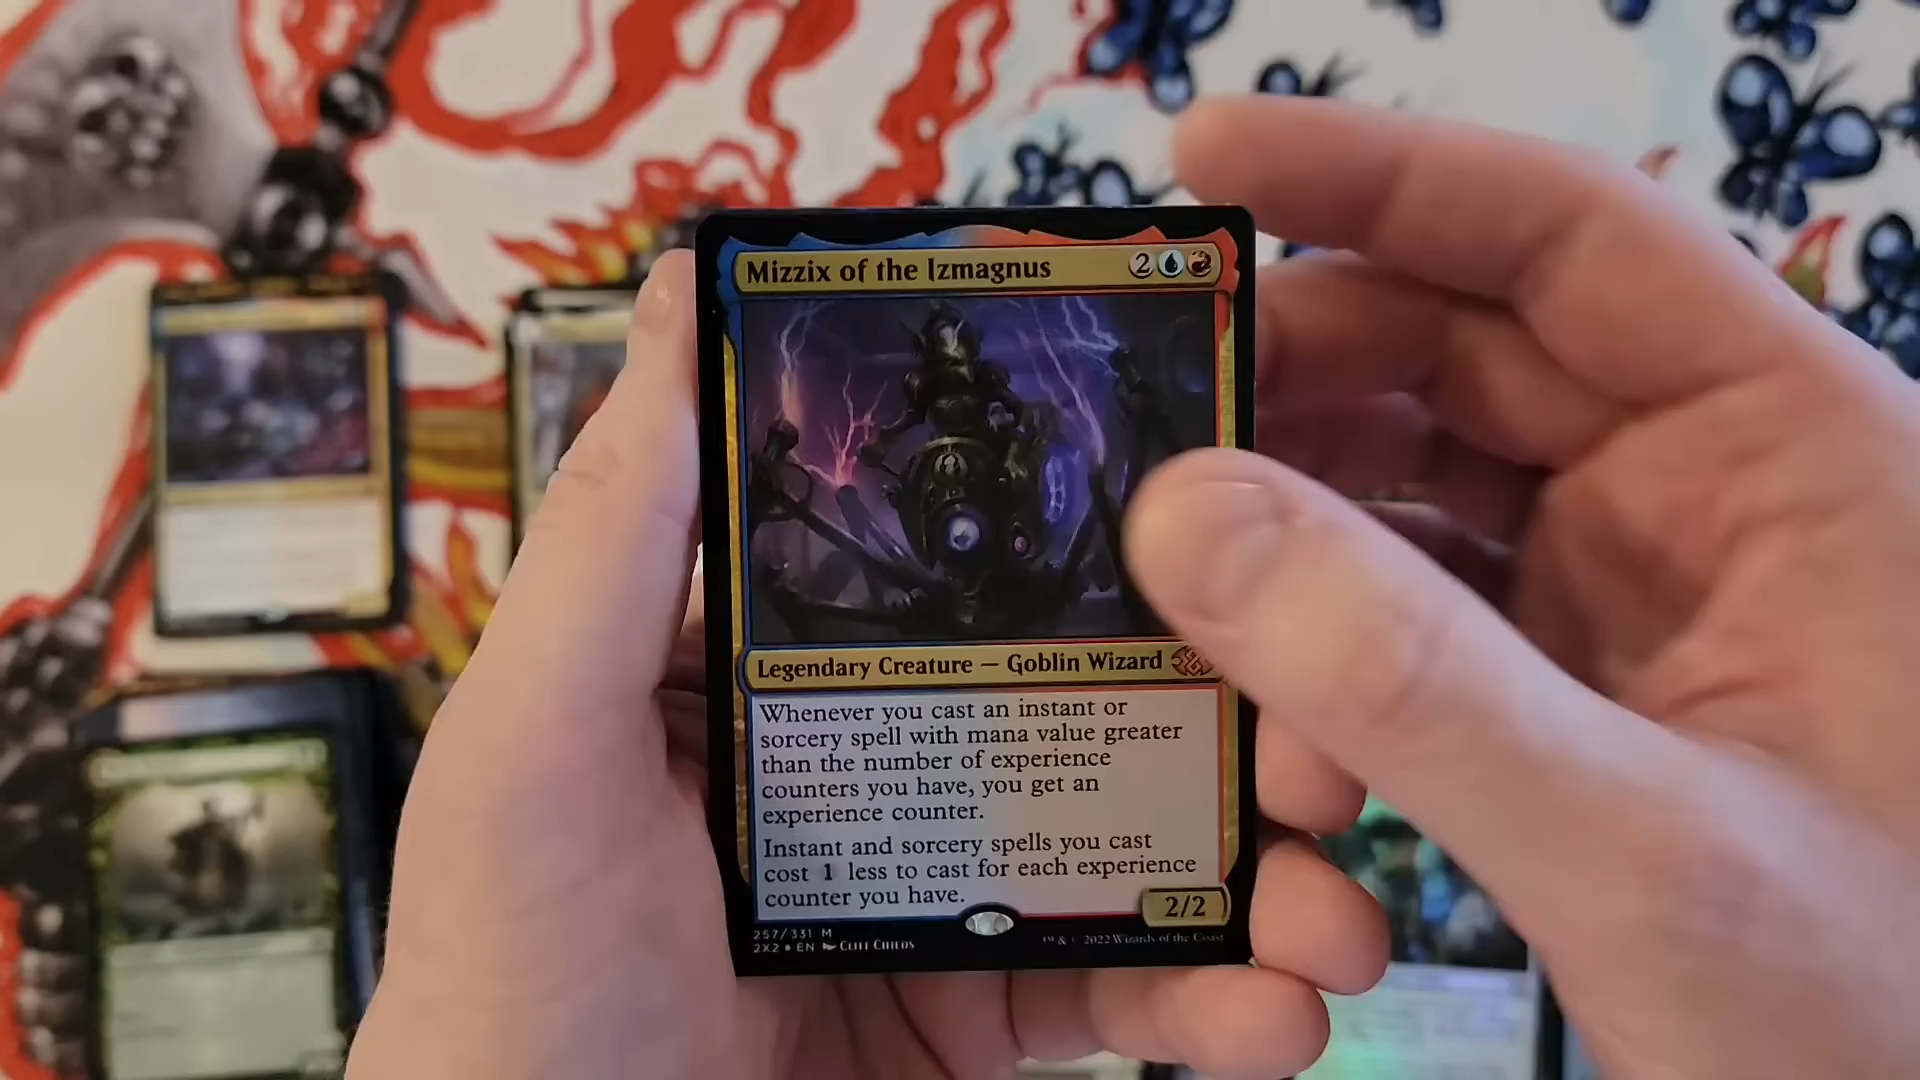 Mizzix of the Izmagnus 2
Legendary Creature — Goblin Wizard
Whenever you cast an instant or
sorcery spell with mana value greater
than the number of experience
counters you have, you get an
experience counter.
Instant and sorcery spells you cast
cost 1 less to cast for each experience
counter you have.
2/2
257/331 M
2X2 ★ EN Cliff Childs
™ & © 2022 Wizards of the Coast